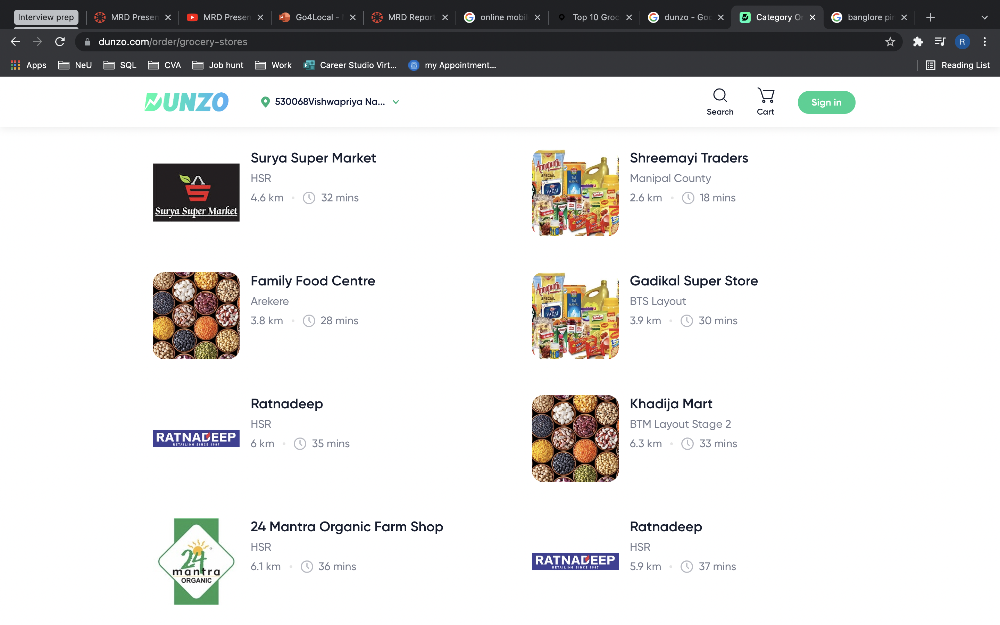 Interview prep
MRD Presen
MRD Presen
Go4Local -
MRD Report
online mobil
Top 10 Groc
dunzo - Goo
Category Or
banglore pin
dunzo.com/order/grocery-stores
R
Apps
NeU
SQL
CVA
Job hunt
Work
Career Studio Virt...
my Appointment...
Reading List
DUNZO
530068Vishwapriya Na...
Search
Cart
Sign in
Surya Super Market
Surya Super Market
HSR
4.6 km • 32 mins
Annapurna
SPECIAL
ATTA
TAJ
MAHAL
VADAI
BRU
Garden
Digestive
Shreemayi Traders
Manipal County
2.6 km • 18 mins
Family Food Centre
Arekere
3.8 km • 28 mins
Annapurna
SPECIAL
ATTA
TAJ
MAHAL
VADAI
BRU
Garden
Digestive
Gadikal Super Store
BTS Layout
3.9 km • 30 mins
RATNADEEP
RETAILING SINCE 1987
Ratnadeep
HSR
6 km • 35 mins
Khadija Mart
BTM Layout Stage 2
6.3 km • 33 mins
24
mantra
ORGANIC
24 Mantra Organic Farm Shop
HSR
6.1 km • 36 mins
RATNADEEP
RETAILING SINCE 1987
Ratnadeep
HSR
5.9 km • 37 mins